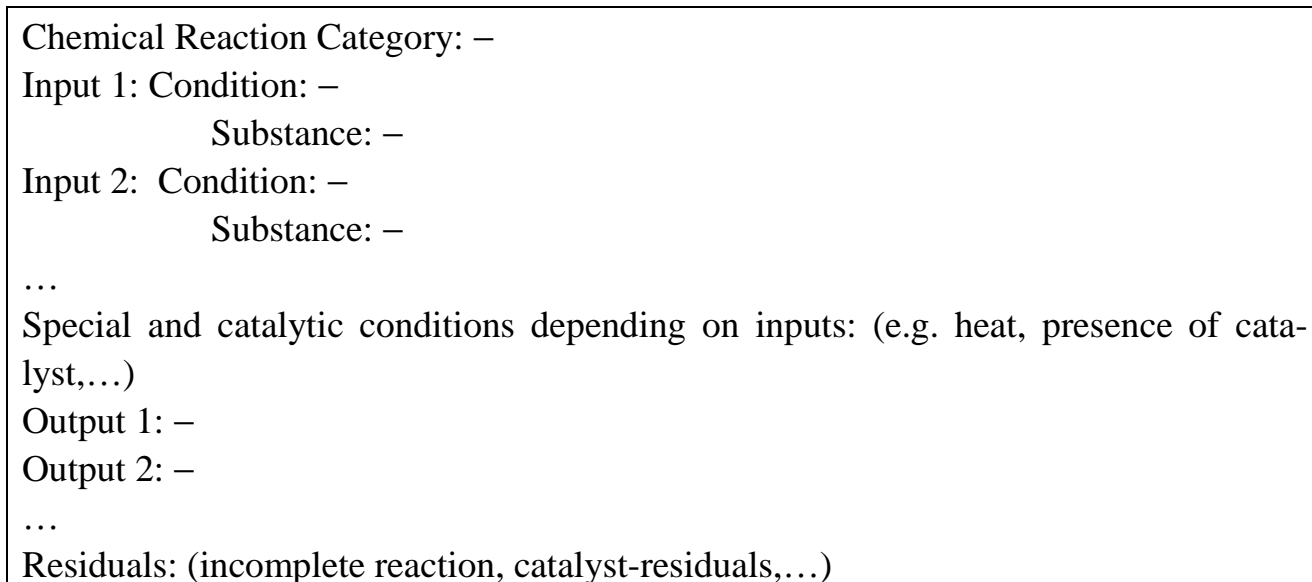 Chemical Reaction Category: –
Input 1: Condition: –
Substance: –
Input 2: Condition: –
Substance: –
…
Special and catalytic conditions depending on inputs: (e.g. heat, presence of cata-
lyst,…)
Output 1: –
Output 2: –
…
Residuals: (incomplete reaction, catalyst-residuals,…)